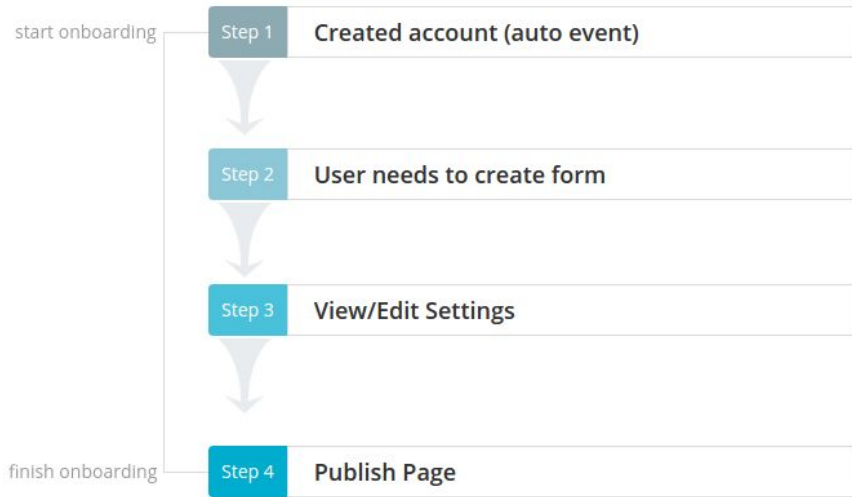 start onboarding Step 1 Created account (auto event)
Step 2 User needs to create form
Step 3 View/Edit Settings
finish onboarding Step 4 Publish Page